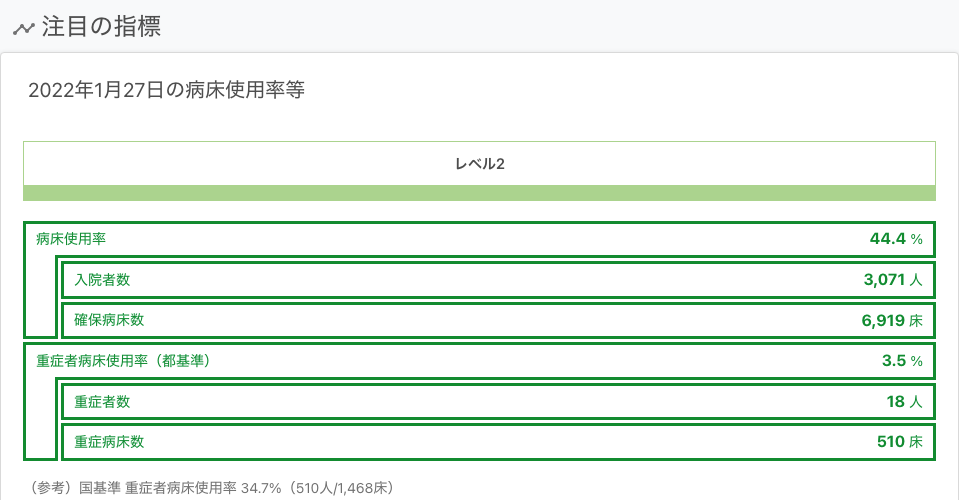 注目の指標
2022年1月27日の病床使用率等
レベル2
病床使用率 44.4 %
入院者数 3,071 人
確保病床数 6,919 床
重症者病床使用率（都基準） 3.5 %
重症者数 18 人
重症病床数 510 床
（参考）国基準 重症者病床使用率 34.7%（510人/1,468床）